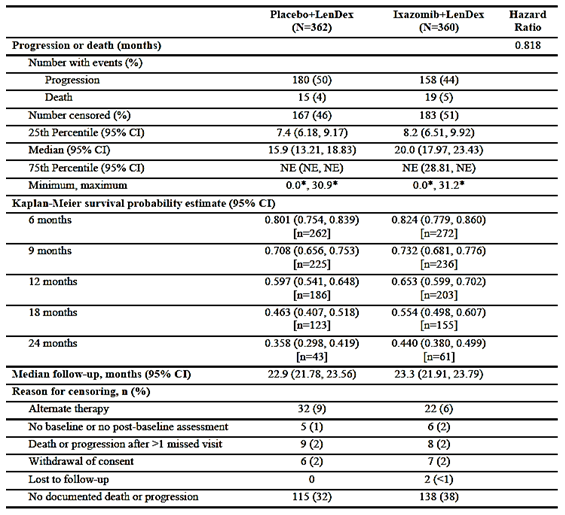 Placebo+LenDex Ixazomib+LenDex Hazard
(N=362) (N=360) Ratio
Progression or death (months) 0.818
Number with events (%)
Progression 180 (50) 158 (44)
Death 15 (4) 19 (5)
Number censored (%) 167 (46) 183 (51)
25th Percentile (95% CI) 7.4 (6.18, 9.17) 8.2 (6.51, 9.92)
Median (95% CI) 15.9 (13.21, 18.83) 20.0 (17.97, 23.43)
75th Percentile (95% CI) NE (NE, NE) NE (28.81, NE)
Minimum, maximum 0.0*, 30.9* 0.0*, 31.2*
Kaplan-Meier survival probability estimate (95% CI)
6 months 0.801 (0.754, 0.839) 0.824 (0.779, 0.860)
[n=262] [n=272]
9 months 0.708 (0.656, 0.753) 0.732 (0.681, 0.776)
[n=225] [n=236]
12 months 0.597 (0.541, 0.648) 0.653 (0.599, 0.702)
[n=186] [n=203]
18 months 0.463 (0.407, 0.518) 0.554 (0.498, 0.607)
[n=123] [n=155]
24 months 0.358 (0.298, 0.419) 0.440 (0.380, 0.499)
[n=43] [n=61]
Median follow-up, months (95% CI) 22.9 (21.78, 23.56) 23.3 (21.91, 23.79)
Reason for censoring, n (%)
Alternate therapy 32 (9) 22 (6)
No baseline or no post-baseline assessment 5 (1) 6 (2)
Death or progression after >1 missed visit 9 (2) 8 (2)
Withdrawal of consent 6 (2) 7 (2)
Lost to follow-up 0 2 (<1)
No documented death or progression 115 (32) 138 (38)